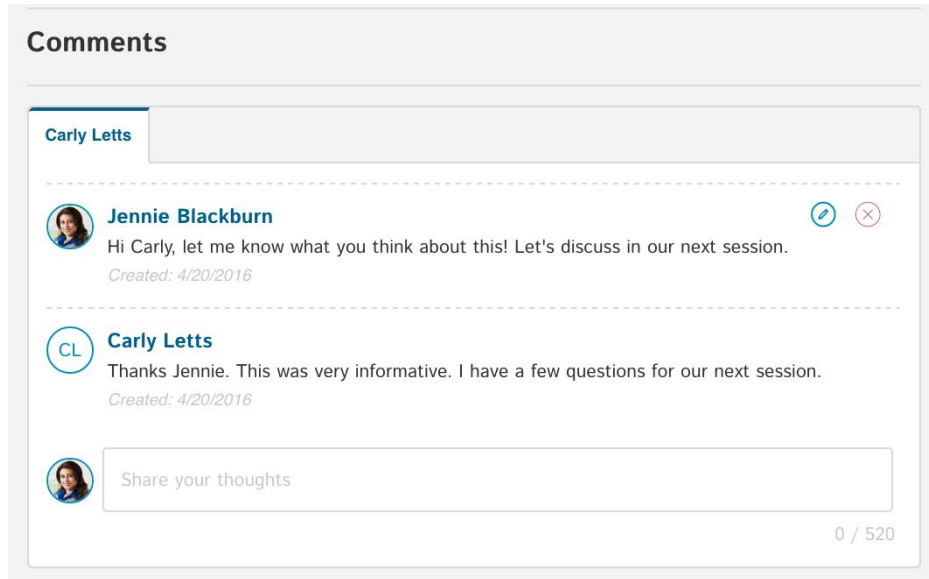 Comments
Carly Letts
Jennie Blackburn
Hi Carly, let me know what you think about this! Let's discuss in our next session.
Created: 4/20/2016
CL
Carly Letts
Thanks Jennie. This was very informative. I have a few questions for our next session.
Created: 4/20/2016
Share your thoughts
0 / 520